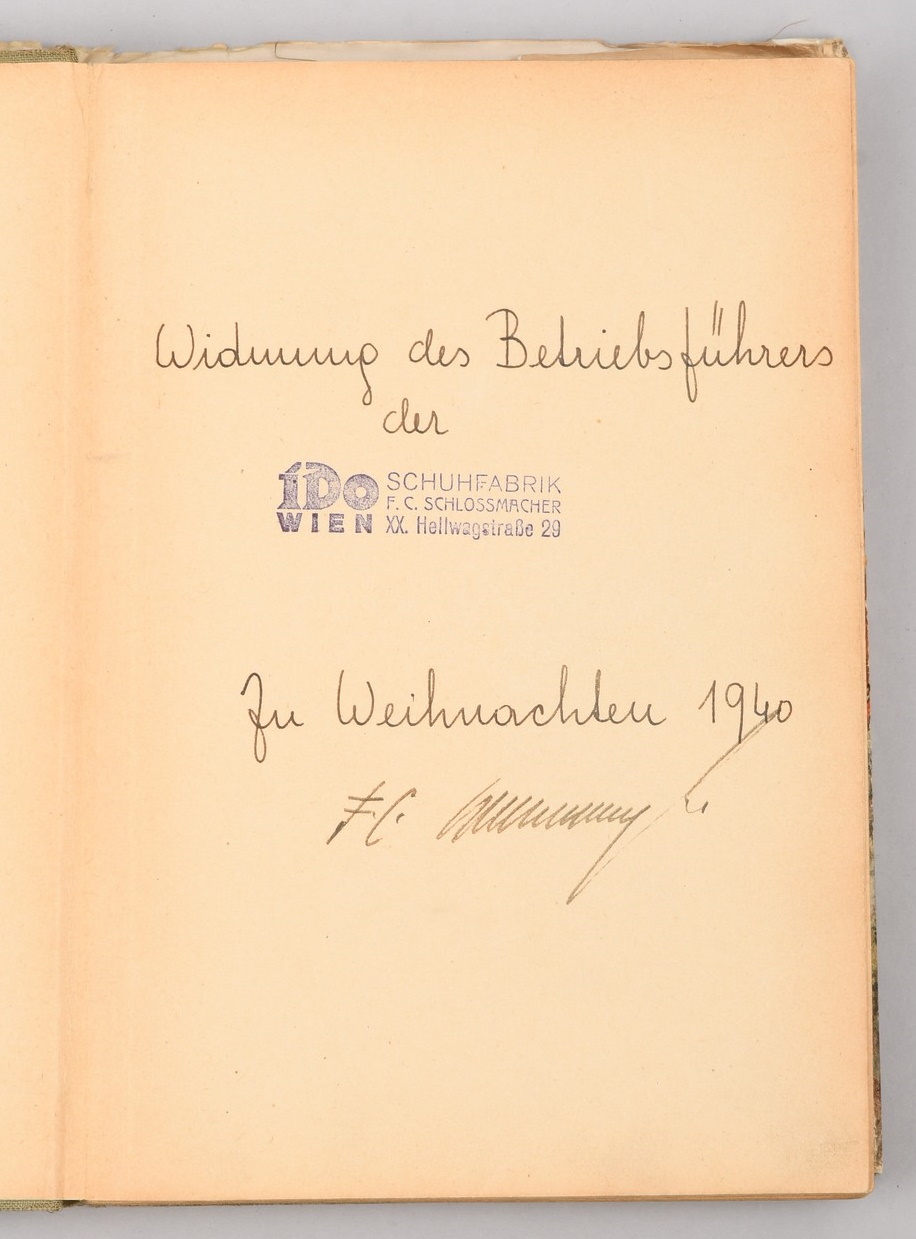 Widmung des Betriebsführers
der
iDo SCHUHFABRIK
F. C. SCHLOSSMACHER
WIEN XX. Hellwagstraße 29
Zu Weihnachten 1940
F. C.